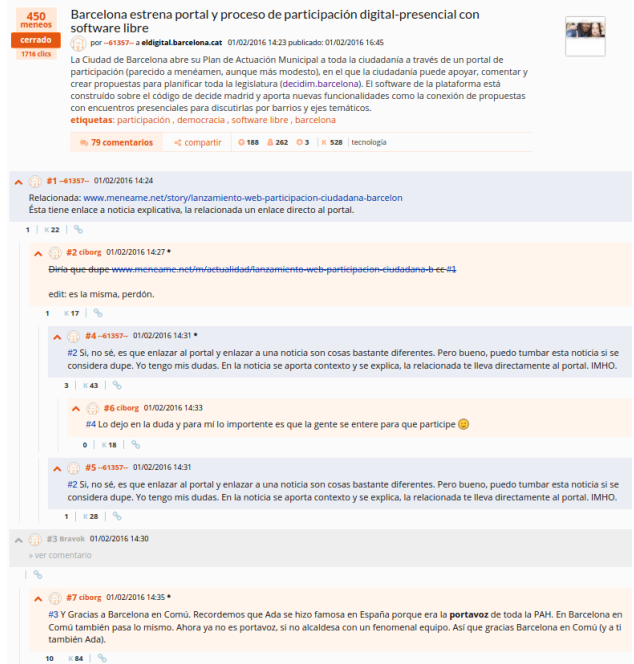 450
meneos
cerrado
1716 clics
Barcelona estrena portal y proceso de participación digital-presencial con
software libre
por --61357-- a eldigital.barcelona.cat 01/02/2016 14:23 publicado: 01/02/2016 16:45
La Ciudad de Barcelona abre su Plan de Actuación Municipal a toda la ciudadanía a través de un portal de
participación (parecido a menéamen, aunque más modesto), en el que la ciudadanía puede apoyar, comentar y
crear propuestas para planificar toda la legislatura (decidim.barcelona). El software de la plataforma está
construido sobre el código de decide madrid y aporta nuevas funcionalidades como la conexión de propuestas
con encuentros presenciales para discutirlas por barrios y ejes temáticos.
etiquetas: participación , democracia , software libre , barcelona
79 comentarios compartir 188 262 3 K 528 tecnología
#1 --61357-- 01/02/2016 14:24
Relacionada: www.meneame.net/story/lanzamiento-web-participacion-ciudadana-barcelon
Ésta tiene enlace a noticia explicativa, la relacionada un enlace directo al portal.
1 K 22
#2 ciborg 01/02/2016 14:27 *
Diría que dupe www.meneame.net/m/actualidad/lanzamiento-web-participacion-ciudadana-b cc #1
edit: es la misma, perdón.
1 K 17
#4 --61357-- 01/02/2016 14:31 *
#2 Si, no sé, es que enlazar al portal y enlazar a una noticia son cosas bastante diferentes. Pero bueno, puedo tumbar esta noticia si se
considera dupe. Yo tengo mis dudas. En la noticia se aporta contexto y se explica, la relacionada te lleva directamente al portal. IMHO.
3 K 43
#6 ciborg 01/02/2016 14:33
#4 Lo dejo en la duda y para mí lo importente es que la gente se entere para que participe
0 K 18
#5 --61357-- 01/02/2016 14:31
#2 Si, no sé, es que enlazar al portal y enlazar a una noticia son cosas bastante diferentes. Pero bueno, puedo tumbar esta noticia si se
considera dupe. Yo tengo mis dudas. En la noticia se aporta contexto y se explica, la relacionada te lleva directamente al portal. IMHO.
1 K 28
#3 Bravok 01/02/2016 14:30
» ver comentario
#7 ciborg 01/02/2016 14:35 *
#3 Y Gracias a Barcelona en Comú. Recordemos que Ada se hizo famosa en España porque era la portavoz de toda la PAH. En Barcelona en
Comú también pasa lo mismo. Ahora ya no es portavoz, si no alcaldesa con un fenomenal equipo. Así que gracias Barcelona en Comú (y a ti
también Ada).
10 K 84